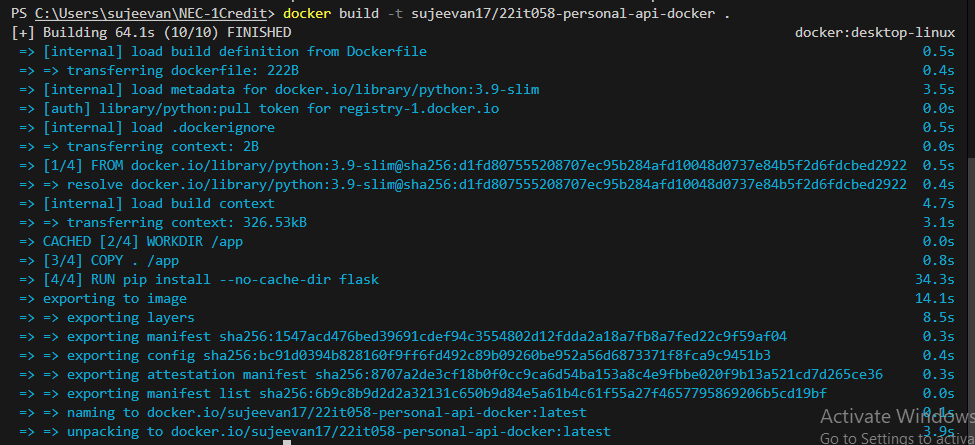 PS C:\Users\sujeevan\NEC-1Credit> docker build -t sujeevan17/22it058-personal-api-docker .
[+] Building 64.1s (10/10) FINISHED docker:desktop-linux
=> [internal] load build definition from Dockerfile 0.5s
=> => transferring dockerfile: 222B 0.4s
=> [internal] load metadata for docker.io/library/python:3.9-slim 3.5s
=> [auth] library/python:pull token for registry-1.docker.io 0.0s
=> [internal] load .dockerignore 0.5s
=> => transferring context: 2B 0.0s
=> [1/4] FROM docker.io/library/python:3.9-slim@sha256:d1fd807555208707ec95b284afd10048d0737e84b5f2d6fdcbed2922 0.5s
=> => resolve docker.io/library/python:3.9-slim@sha256:d1fd807555208707ec95b284afd10048d0737e84b5f2d6fdcbed2922 0.4s
=> [internal] load build context 4.7s
=> => transferring context: 326.53kB 3.1s
=> CACHED [2/4] WORKDIR /app 0.0s
=> [3/4] COPY . /app 0.8s
=> [4/4] RUN pip install --no-cache-dir flask 34.3s
=> exporting to image 14.1s
=> => exporting layers 8.5s
=> => exporting manifest sha256:1547acd476bed39691cdef94c3554802d12fdda2a18a7fb8a7fed22c9f59af04 0.3s
=> => exporting config sha256:bc91d0394b828160f9ff6fd492c89b09260be952a56d6873371f8fca9c9451b3 0.4s
=> => exporting attestation manifest sha256:8707a2de3cf18b0f0cc9ca6d54ba153a8c4e9fbbe020f9b13a521cd7d265ce36 0.3s
=> => exporting manifest list sha256:6b9c8b9d2d2a32131c650b9d84e5a61b4c61f55a27f4657795869206b5cd19bf 0.0s
=> => naming to docker.io/sujeevan17/22it058-personal-api-docker:latest 0.1s
=> => unpacking to docker.io/sujeevan17/22it058-personal-api-docker:latest 3.9s
Activate Windows
Go to Settings to activa